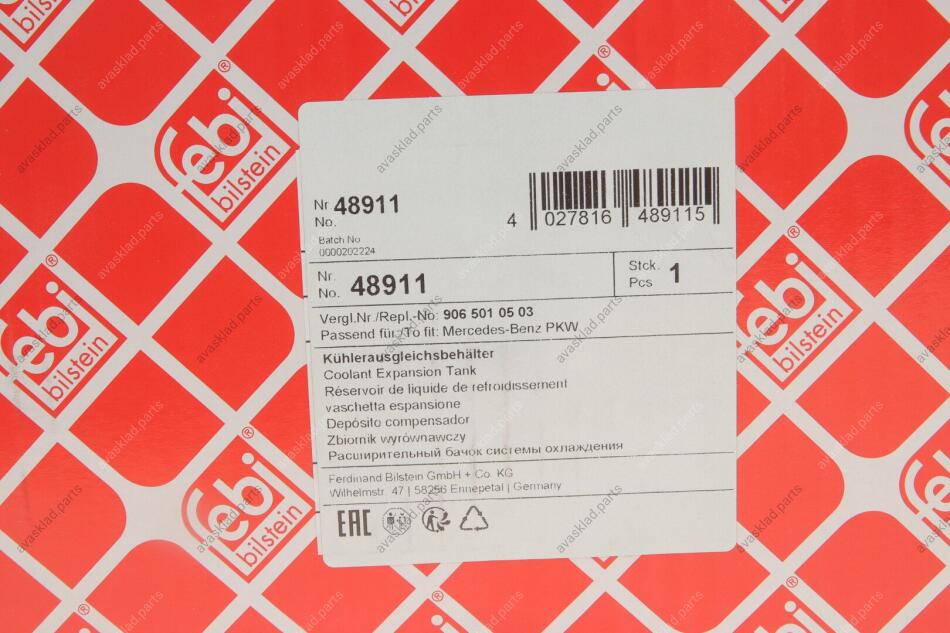 febi
bilstein
®
Nr. 48911
No.
Batch No
0000202224
4 027816 489115
Nr.
No. 48911
Stck.
Pcs 1
Vergl.Nr./Repl.-No: 906 501 05 03
Passend für:/To fit: Mercedes-Benz PKW
Kühlerausgleichsbehälter
Coolant Expansion Tank
Réservoir de liquide de refroidissement
vaschetta espansione
Depósito compensador
Zbiornik wyrównawczy
Расширительный бачок системы охлаждения
Ferdinand Bilstein GmbH + Co. KG
Wilhelmstr. 47 | 58256 Ennepetal | Germany
EAC
avasklad.parts